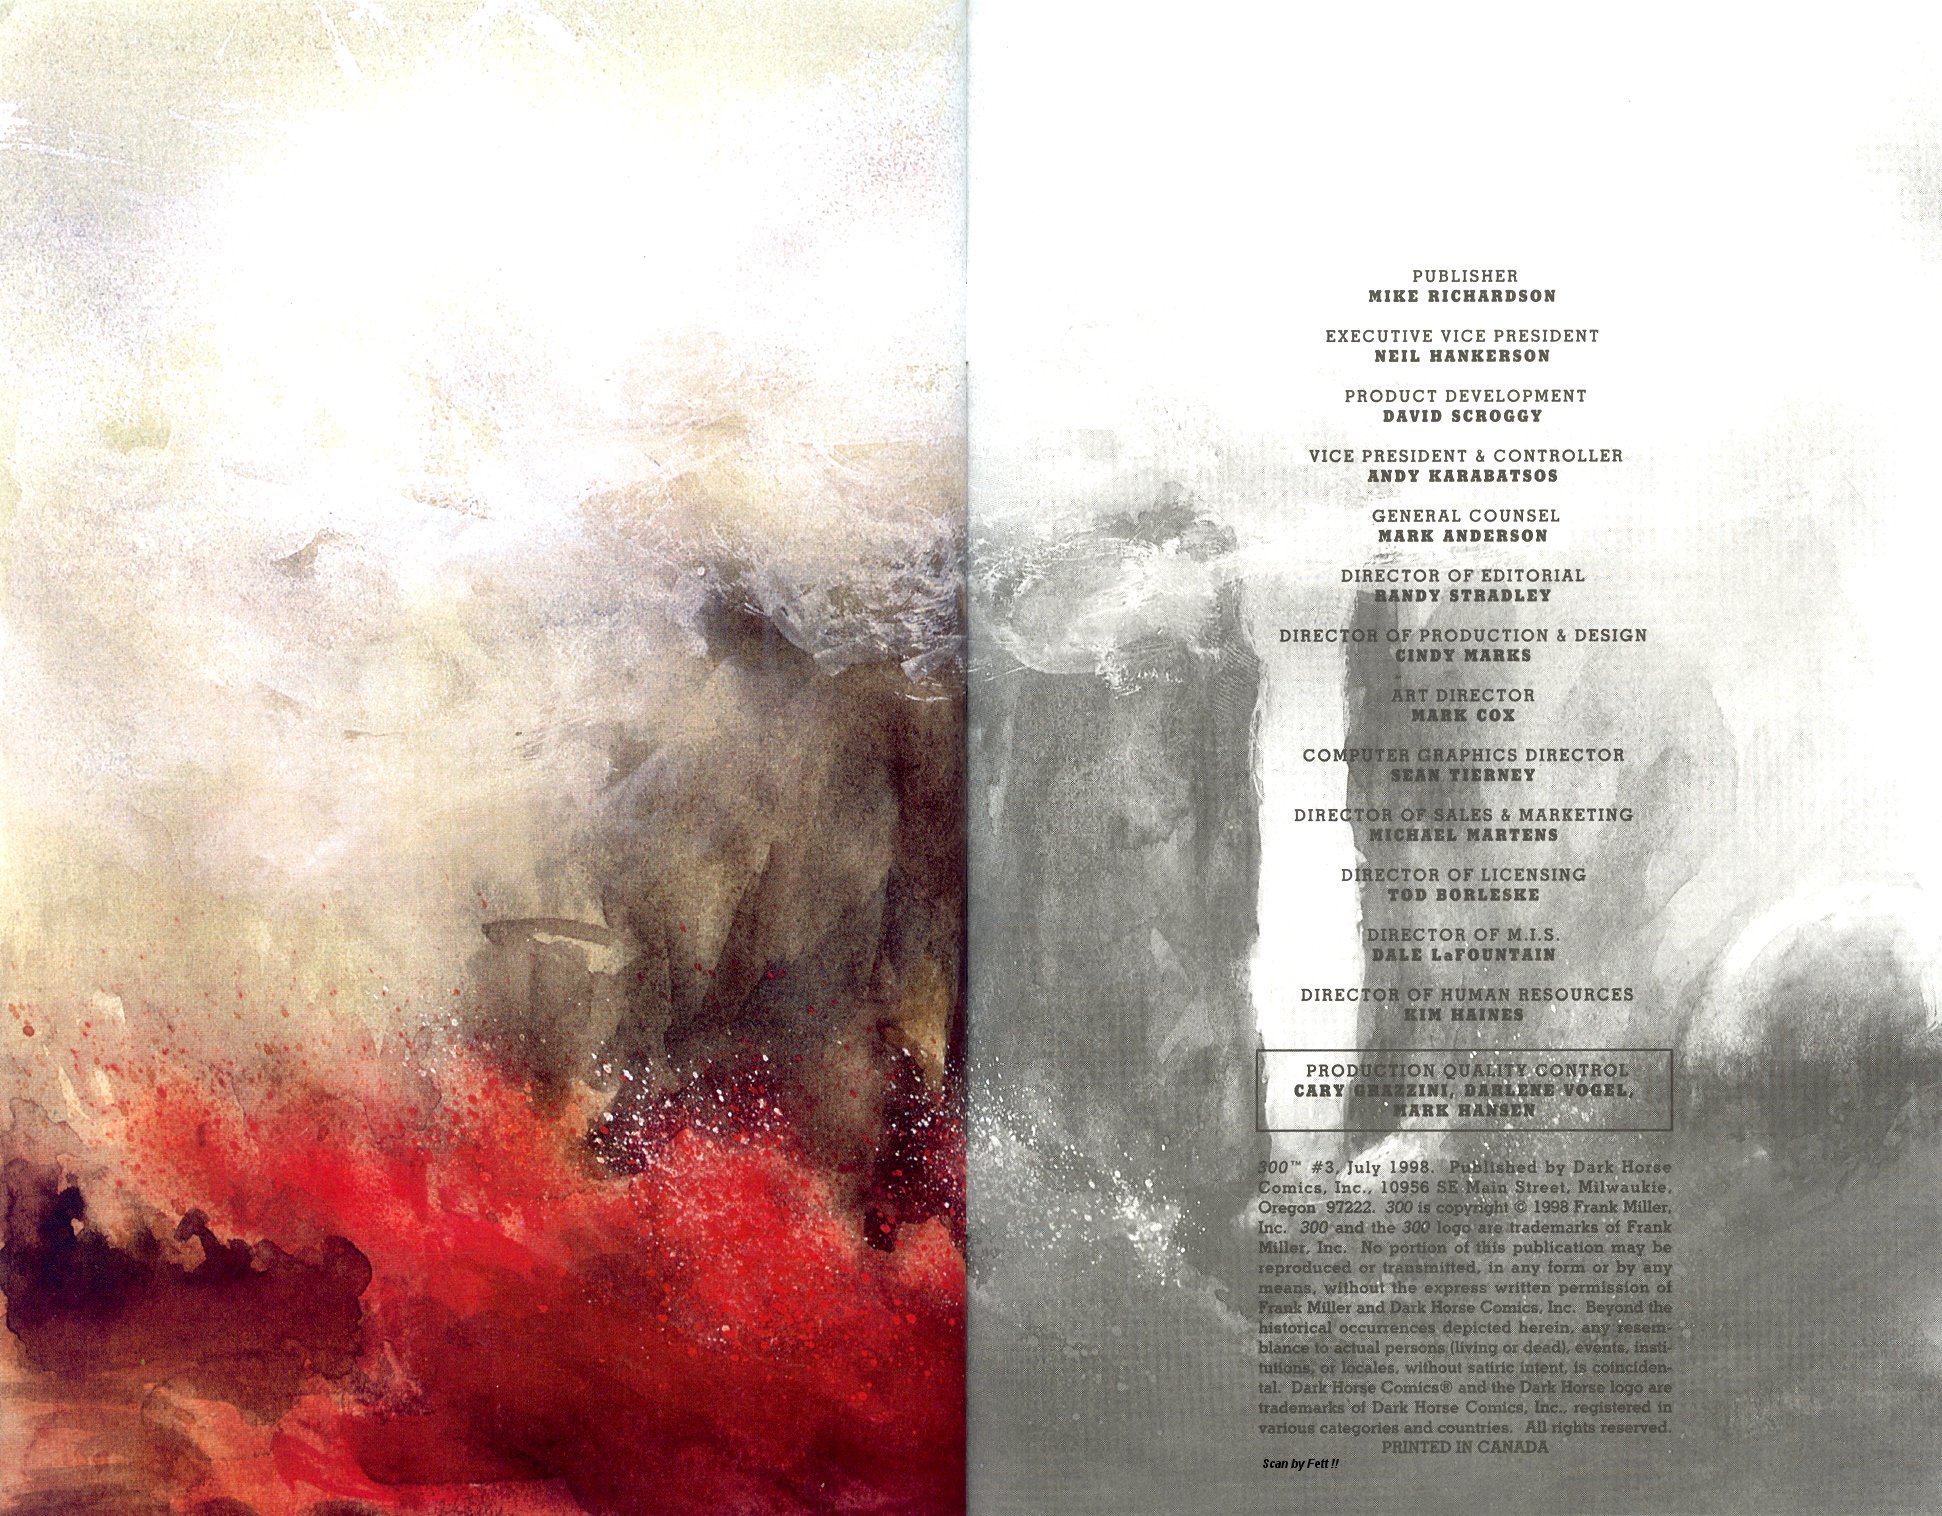 PUBLISHER
MIKE RICHARDSON
EXECUTIVE VICE PRESIDENT
NEIL HANKERSON
PRODUCT DEVELOPMENT
DAVID SCROGGY
VICE PRESIDENT & CONTROLLER
ANDY KARABATSOS
GENERAL COUNSEL
MARK ANDERSON
DIRECTOR OF EDITORIAL
RANDY STRADLEY
DIRECTOR OF PRODUCTION & DESIGN
CINDY MARKS
ART DIRECTOR
MARK COX
COMPUTER GRAPHICS DIRECTOR
SEAN TIERNEY
DIRECTOR OF SALES & MARKETING
MICHAEL MARTENS
DIRECTOR OF LICENSING
TOD BORLESKE
DIRECTOR OF M.I.S.
DALE LaFOUNTAIN
DIRECTOR OF HUMAN RESOURCES
KIM HAINES
PRODUCTION QUALITY CONTROL
CARY GRAZZINI, DARLENE VOGEL,
MARK HANSEN
300™ #3, July 1998. Published by Dark Horse
Comics, Inc., 10956 SE Main Street, Milwaukie,
Oregon 97222. 300 is copyright © 1998 Frank Miller,
Inc. 300 and the 300 logo are trademarks of Frank
Miller, Inc. No portion of this publication may be
reproduced or transmitted, in any form or by any
means, without the express written permission of
Frank Miller and Dark Horse Comics, Inc. Beyond the
historical occurrences depicted herein, any resem-
blance to actual persons (living or dead), events, insti-
tutions, or locales, without satiric intent, is coinciden-
tal. Dark Horse Comics® and the Dark Horse logo are
trademarks of Dark Horse Comics, Inc., registered in
various categories and countries. All rights reserved.
PRINTED IN CANADA
Scan by Fett !!